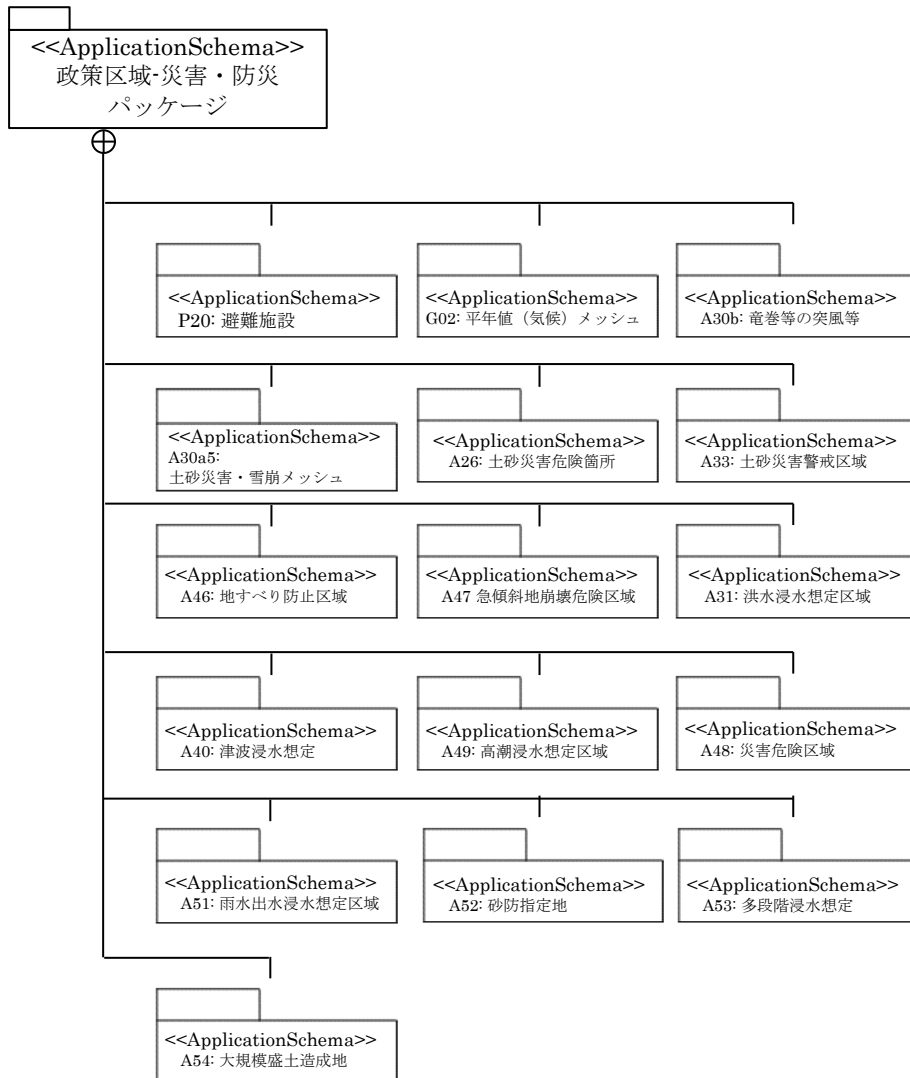 <<ApplicationSchema>>
政策区域-災害・防災
パッケージ
<<ApplicationSchema>>
P20: 避難施設
<<ApplicationSchema>>
G02: 平年値（気候）メッシュ
<<ApplicationSchema>>
A30b: 竜巻等の突風等
<<ApplicationSchema>>
A30a5:
土砂災害・雪崩メッシュ
<<ApplicationSchema>>
A26: 土砂災害危険箇所
<<ApplicationSchema>>
A33: 土砂災害警戒区域
<<ApplicationSchema>>
A46: 地すべり防止区域
<<ApplicationSchema>>
A47 急傾斜地崩壊危険区域
<<ApplicationSchema>>
A31: 洪水浸水想定区域
<<ApplicationSchema>>
A40: 津波浸水想定
<<ApplicationSchema>>
A49: 高潮浸水想定区域
<<ApplicationSchema>>
A48: 災害危険区域
<<ApplicationSchema>>
A51: 雨水出水浸水想定区域
<<ApplicationSchema>>
A52: 砂防指定地
<<ApplicationSchema>>
A53: 多段階浸水想定
<<ApplicationSchema>>
A54: 大規模盛土造成地